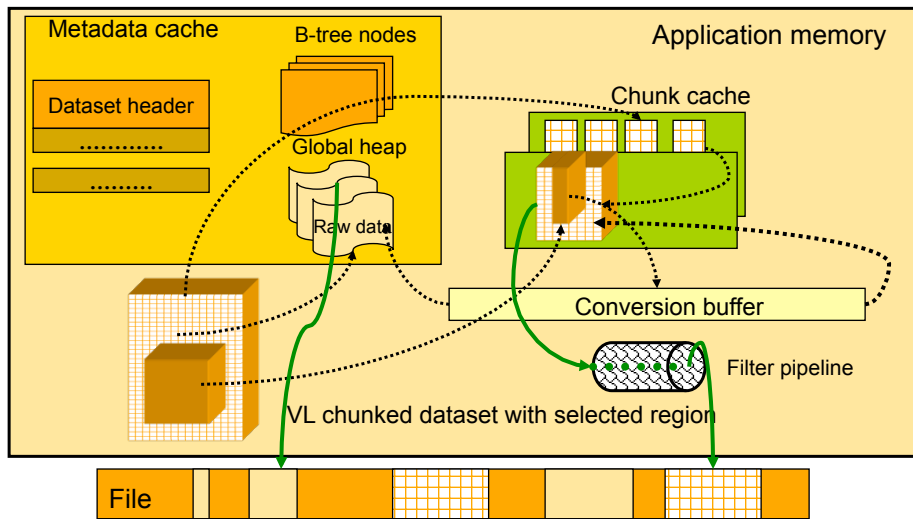 Metadata cache
B-tree nodes
Application memory
Dataset header
............
Chunk cache
Global heap
.........
Raw data
Conversion buffer
Filter pipeline
VL chunked dataset with selected region
File